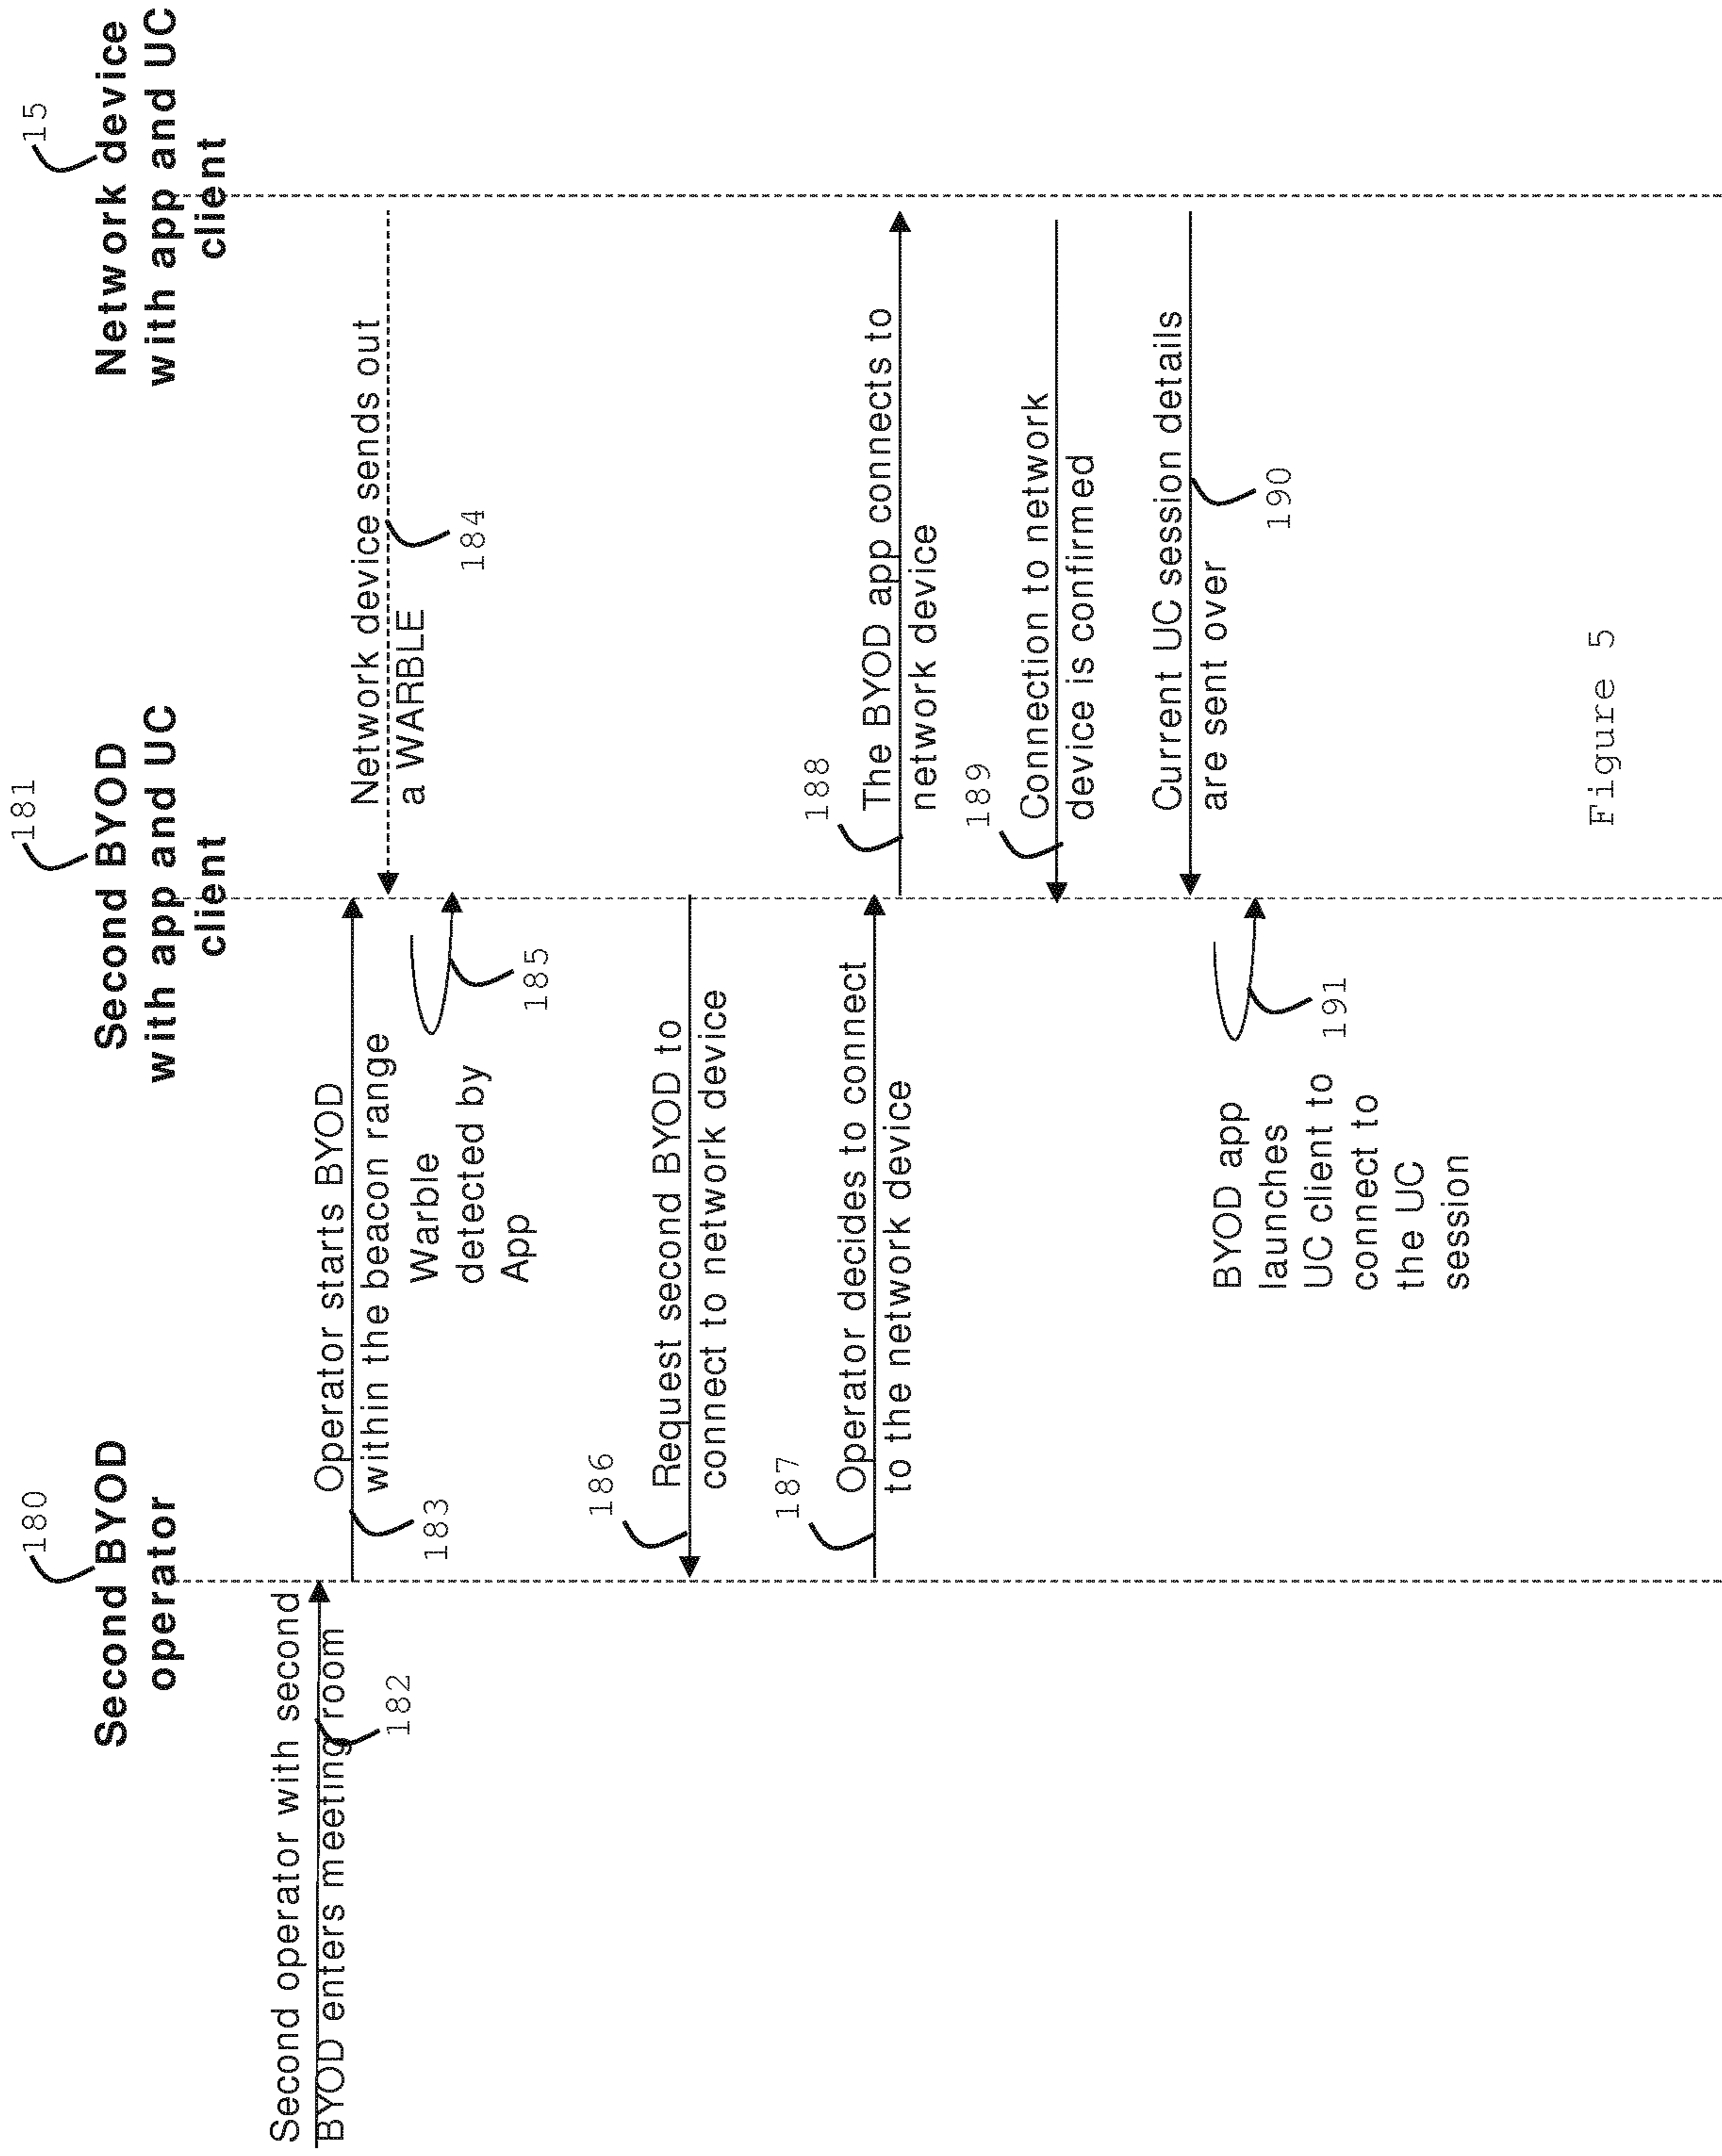 180
Second BYOD
operator
181
Second BYOD
with app and UC
client
15
Network device
with app and UC
client
Second operator with second
BYOD enters meeting room
182
Operator starts BYOD
within the beacon range
183
Network device sends out
a WARBLE
184
Warble
detected by
App
185
186
Request second BYOD to
connect to network device
187
Operator decides to connect
to the network device
188
The BYOD app connects to
network device
189
Connection to network
device is confirmed
Current UC session details
are sent over
190
BYOD app
launches
UC client to
connect to
the UC
session
191
Figure 5